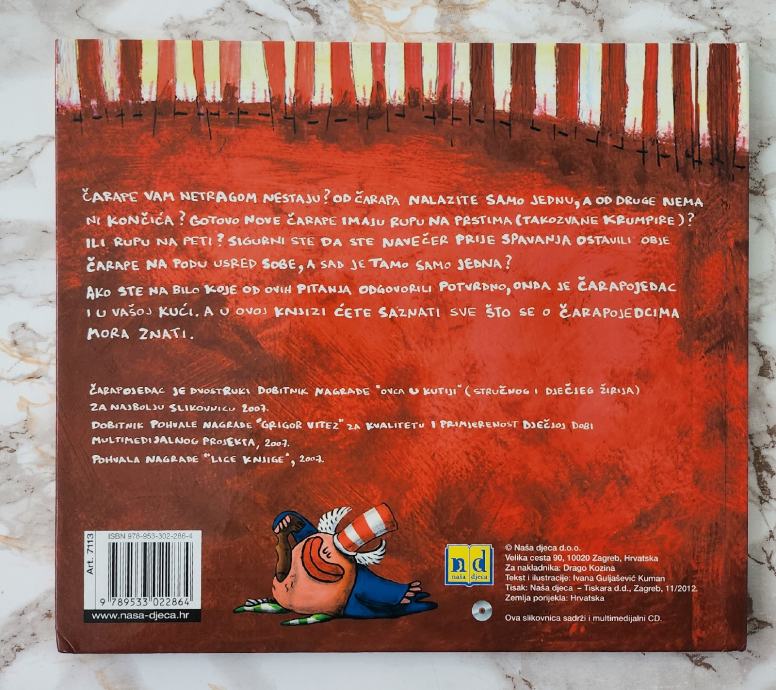 ČARAPE VAM NETRAGOM NESTAJU? OD ČARAPA NALAZITE SAMO JEDNU, A OD DRUGE NEMA
NI KONČIĆA? GOTOVO NOVE ČARAPE IMAJU RUPU NA PRSTIMA (TAKOZVANE KRUMPIRE)?
ILI RUPU NA PETI? SIGURNI STE DA STE NAVEČER PRIJE SPAVANJA OSTAVILI OBJE
ČARAPE NA PODU USRED SOBE, A SAD JE TAMO SAMO JEDNA?
AKO STE NA BILO KOJE OD OVIH PITANJA ODGOVORILI POTVRDNO, ONDA JE ČARAPOJEDAC
I U VAŠOJ KUĆI. A U OVOJ KNJIZI ĆETE SAZNATI SVE ŠTO SE O ČARAPOJEDCIMA
MORA ZNATI.
ČARAPOJEDAC JE DVOSTRUKI DOBITNIK NAGRADE "OVCA U KUTIJI" (STRUČNOG I DJEČJEG ŽIRIJA)
ZA NAJBOLJU SLIKOVNICU 2007.
DOBITNIK POHVALE NAGRADE "GRIGOR VITEZ" ZA KVALITETU I PRIMJERENOST DJEČJOJ DOBI
MULTIMEDIJALNOG PROJEKTA, 2007.
POHVALA NAGRADE "LICE KNJIGE", 2007.
Art. 7113
ISBN 978-953-302-286-4
9 789533 022864
www.nasa-djeca.hr
nd
naša djeca
© Naša djeca d.o.o.
Velika cesta 90, 10020 Zagreb, Hrvatska
Za nakladnika: Drago Kozina
Tekst i ilustracije: Ivana Guljašević Kuman
Tisak: Naša djeca – Tiskara d.d., Zagreb, 11/2012.
Zemlja porijekla: Hrvatska
Ova slikovnica sadrži i multimedijalni CD.